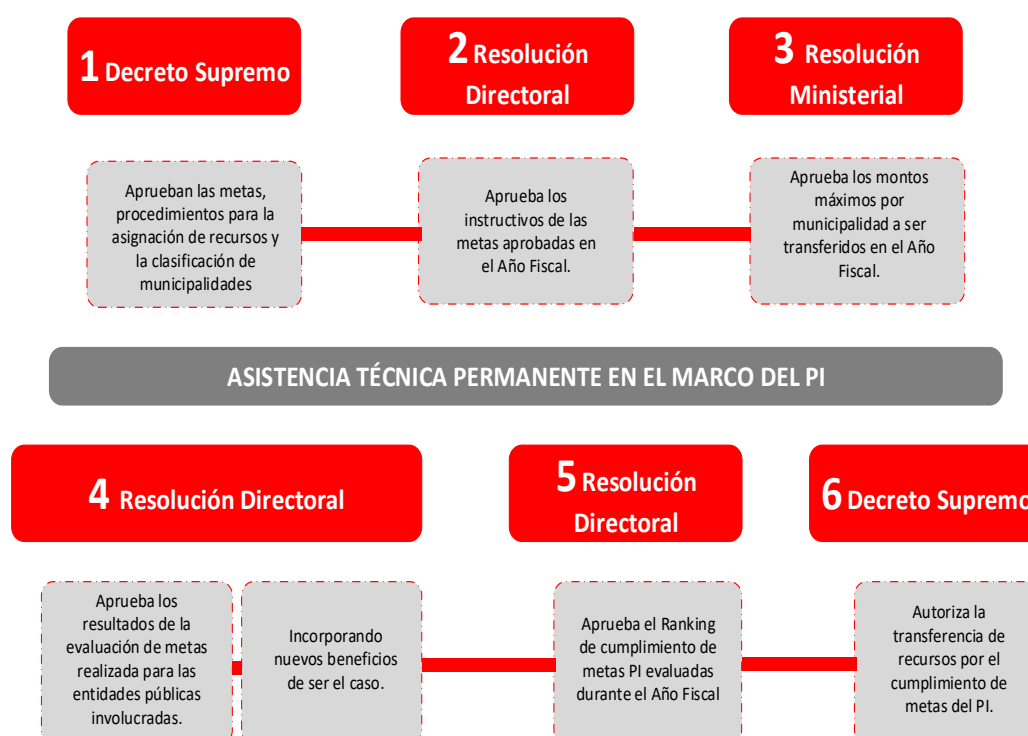 1 Decreto Supremo
2 Resolución
Directoral
3 Resolución
Ministerial
Aprueban las metas,
procedimientos para la
asignación de recursos y
la clasificación de
municipalidades
Aprueba los
instructivos de las
metas aprobadas en
el Año Fiscal.
Aprueba los montos
máximos por
municipalidad a ser
transferidos en el Año
Fiscal.
ASISTENCIA TÉCNICA PERMANENTE EN EL MARCO DEL PI
4 Resolución Directoral
5 Resolución
Directoral
6 Decreto Supremo
Aprueba los
resultados de la
evaluación de metas
realizada para las
entidades públicas
involucradas.
Incorporando
nuevos beneficios
de ser el caso.
Aprueba el Ranking
de cumplimiento de
metas PI evaluadas
durante el Año Fiscal
Autoriza la
transferencia de
recursos por el
cumplimiento de
metas del PI.